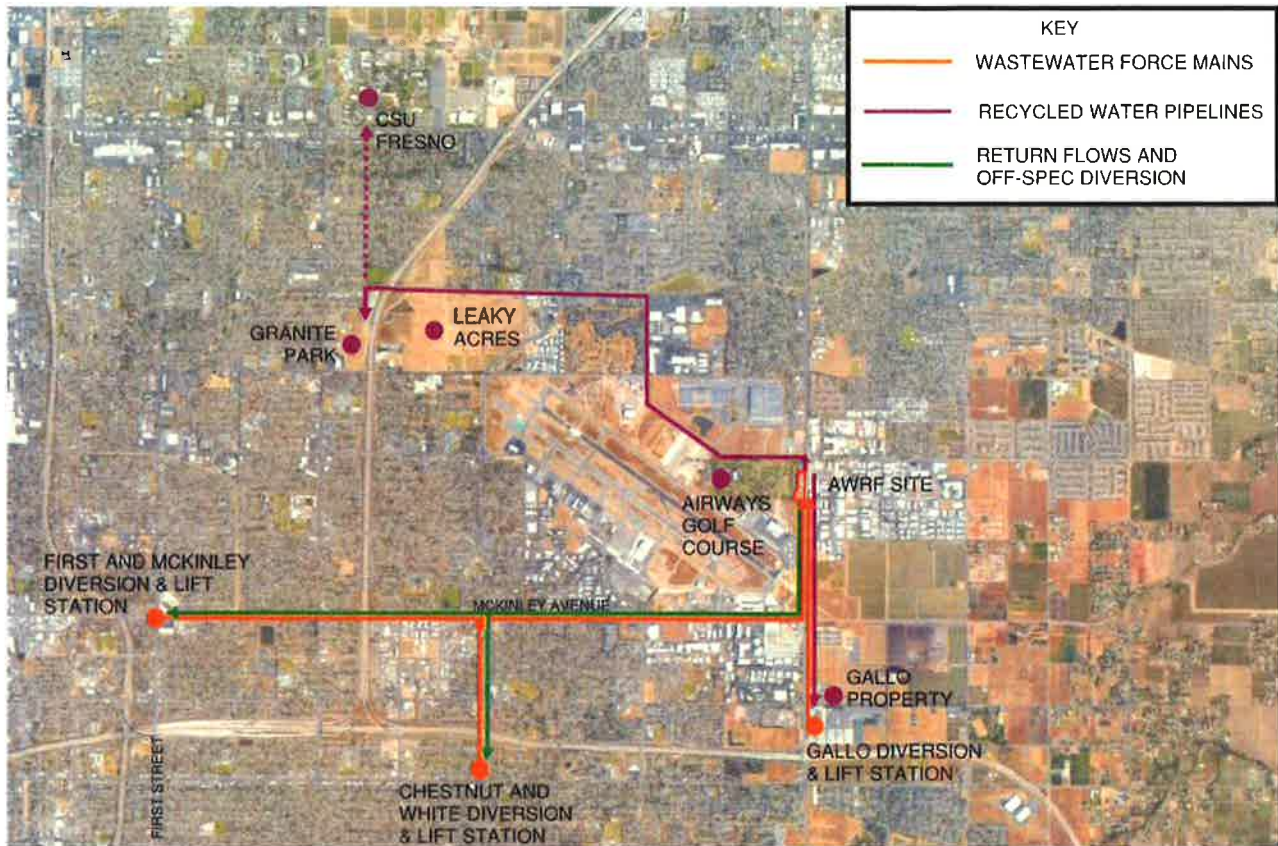 KEY
WASTEWATER FORCE MAINS
RECYCLED WATER PIPELINES
RETURN FLOWS AND
OFF-SPEC DIVERSION
CSU
FRESNO
LEAKY
ACRES
GRANITE
PARK
AWRF SITE
AIRWAYS
GOLF
COURSE
FIRST AND MCKINLEY
DIVERSION & LIFT
STATION
MCKINLEY AVENUE
GALLO
PROPERTY
GALLO DIVERSION
& LIFT STATION
FIRST STREET
CHESTNUT AND
WHITE DIVERSION
& LIFT STATION